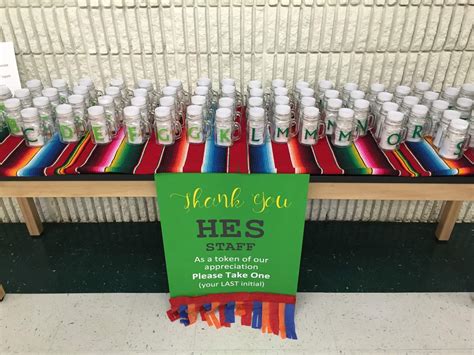 C D E G K L M M M R S
Thank You
HES
STAFF
As a token of our
appreciation
Please Take One
(your LAST initial)